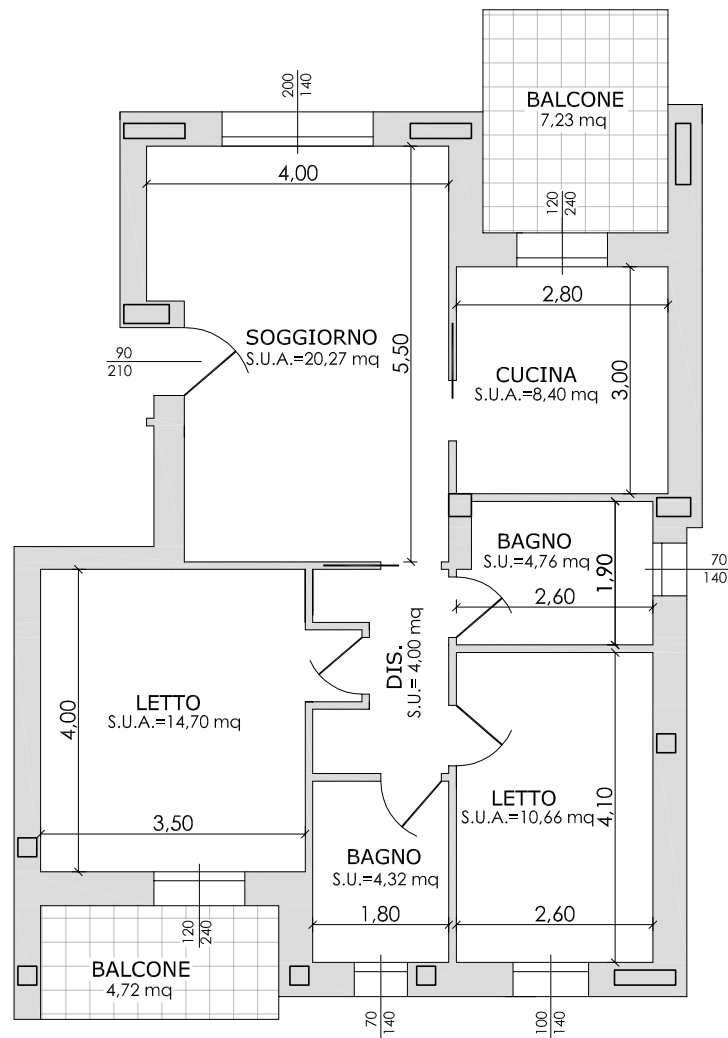 200
140
BALCONE
7,23 mq
4,00
120
240
2,80
SOGGIORNO
S.U.A.=20,27 mq
5,50
90
210
CUCINA
S.U.A.=8,40 mq
3,00
BAGNO
S.U.A.=4,76 mq
1,90
2,60
70
140
DIS.
S.U.= 4,00 mq
LETTO
S.U.A.=14,70 mq
4,00
3,50
LETTO
S.U.A.=10,66 mq
4,10
BAGNO
S.U.=4,32 mq
1,80
2,60
120
240
BALCONE
4,72 mq
70
140
100
140